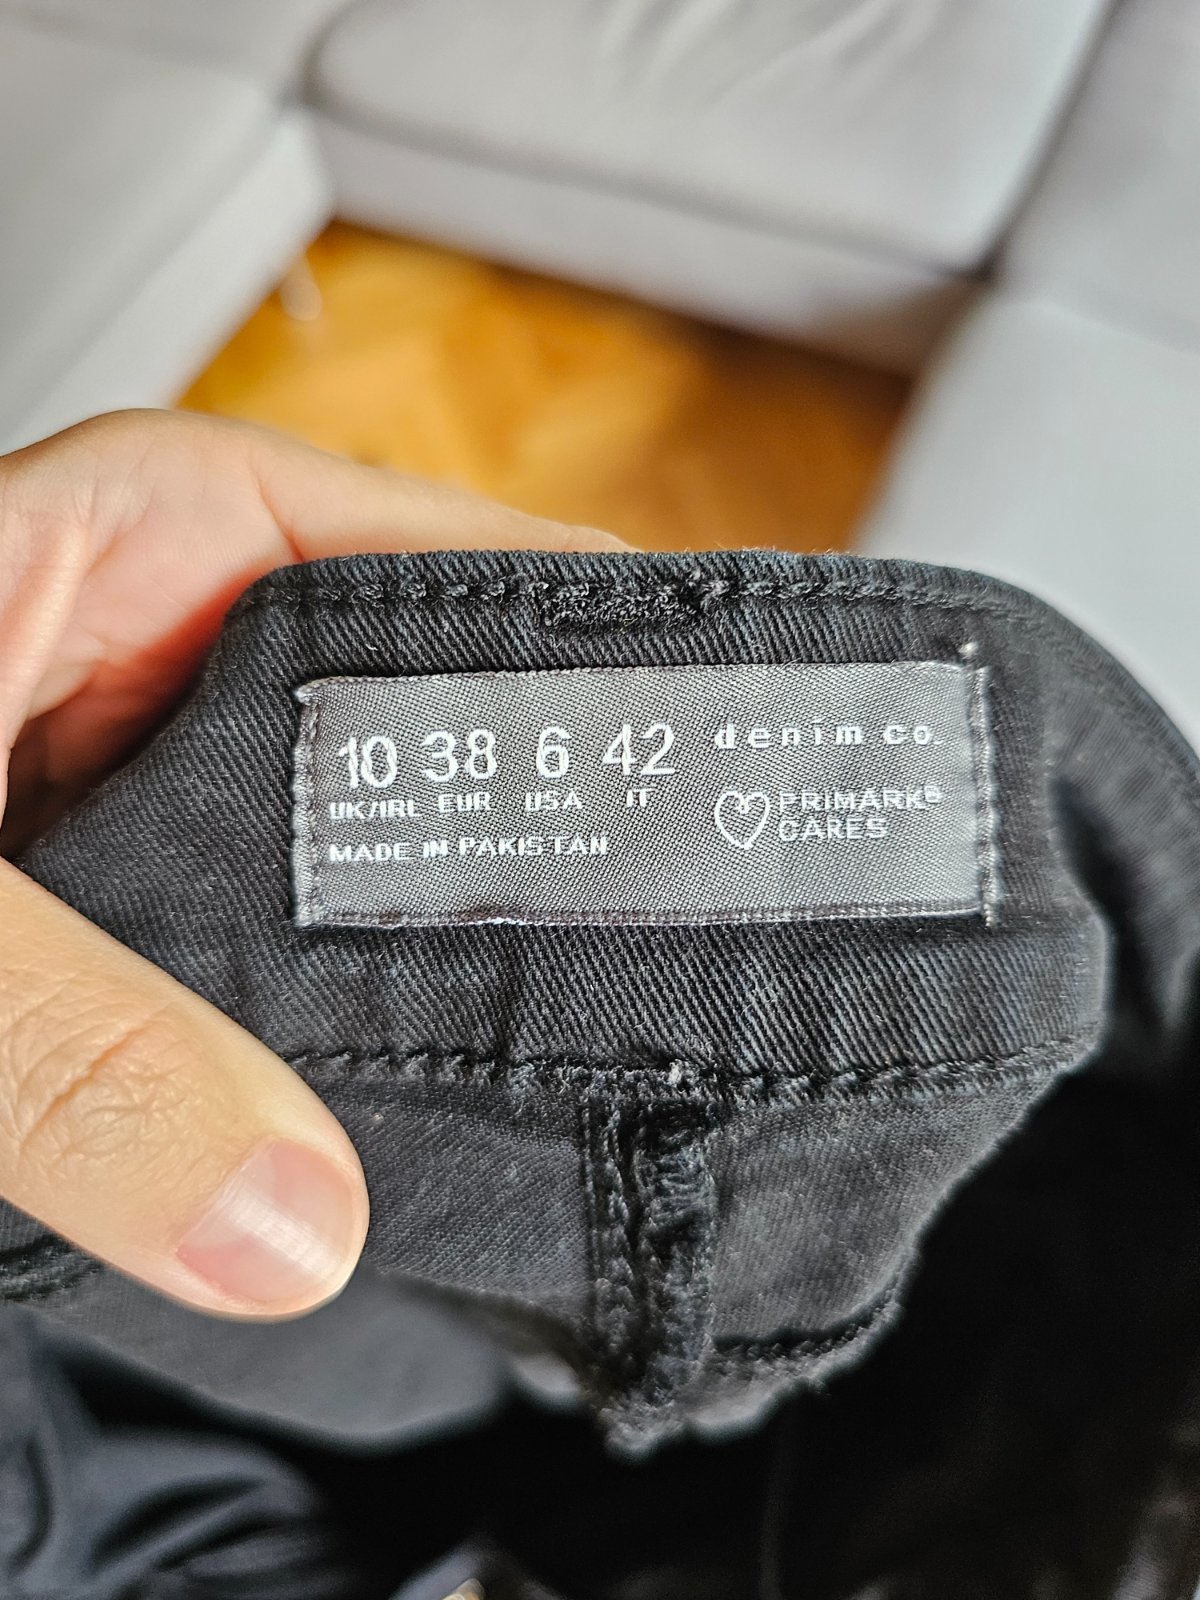 10 38 6 42
UK/IRL EUR USA IT
MADE IN PAKISTAN
denim co.
PRIMARK®
CARES